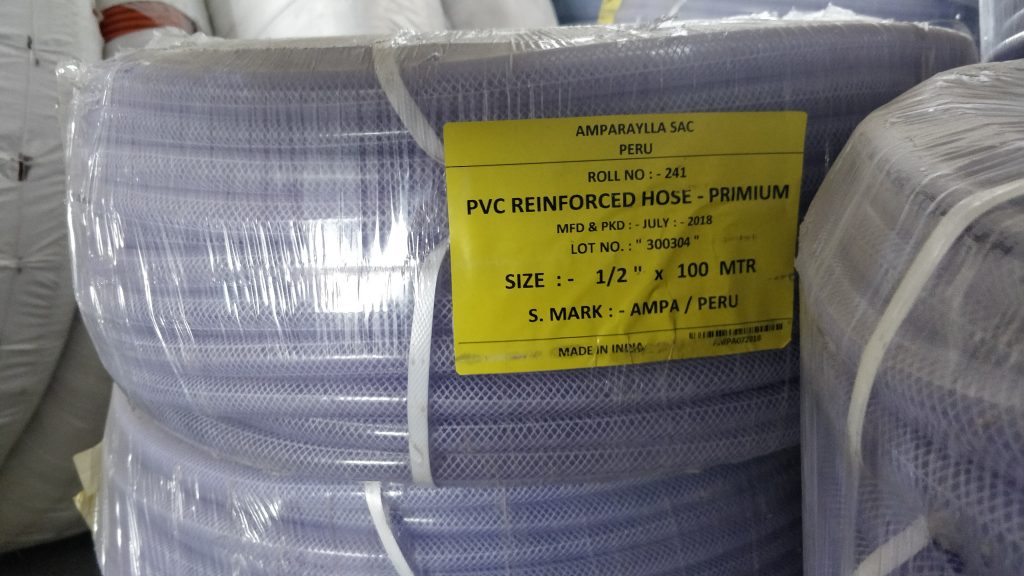 AMPARAYLLA SAC
PERU
ROLL NO : - 241
PVC REINFORCED HOSE - PRIMIUM
MFD & PKD : - JULY : - 2018
LOT NO. : " 300304 "
SIZE : - 1/2 " x 100 MTR
S. MARK : - AMPA / PERU
MADE IN INDIA
AMPA072018